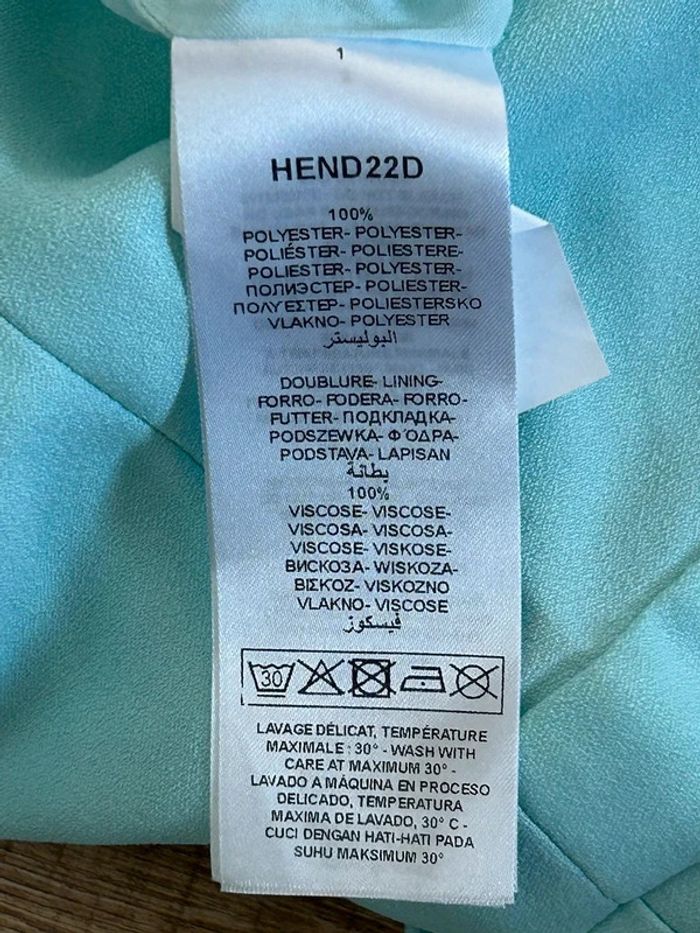 1
HEND22D
100%
POLYESTER- POLYESTER-
POLIÉSTER- POLIESTERE-
POLIESTER- POLYESTER-
ПОЛИЭСТЕР- POLIESTER-
ΠΟΛΥΕΣΤΕΡ- POLIESTERSKO
VLAKNO- POLYESTER
البوليستر
DOUBLURE- LINING-
FORRO- FODERA- FORRO-
FUTTER- ПОДКЛАДКА-
PODSZEWKA- ΦΌΔΡΑ-
PODSTAVA- LAPISAN
بطانة
100%
VISCOSE- VISCOSE-
VISCOSA- VISCOSA-
VISCOSE- VISKOSE-
ВИСКОЗА- WISKOZA-
ΒΙΣΚΟΖ- VISKOZNO
VLAKNO- VISCOSE
فيسكوز
30
LAVAGE DÉLICAT, TEMPÉRATURE
MAXIMALE : 30° - WASH WITH
CARE AT MAXIMUM 30° -
LAVADO A MÁQUINA EN PROCESO
DELICADO, TEMPERATURA
MAXIMA DE LAVADO, 30° C -
CUCI DENGAN HATI-HATI PADA
SUHU MAKSIMUM 30°